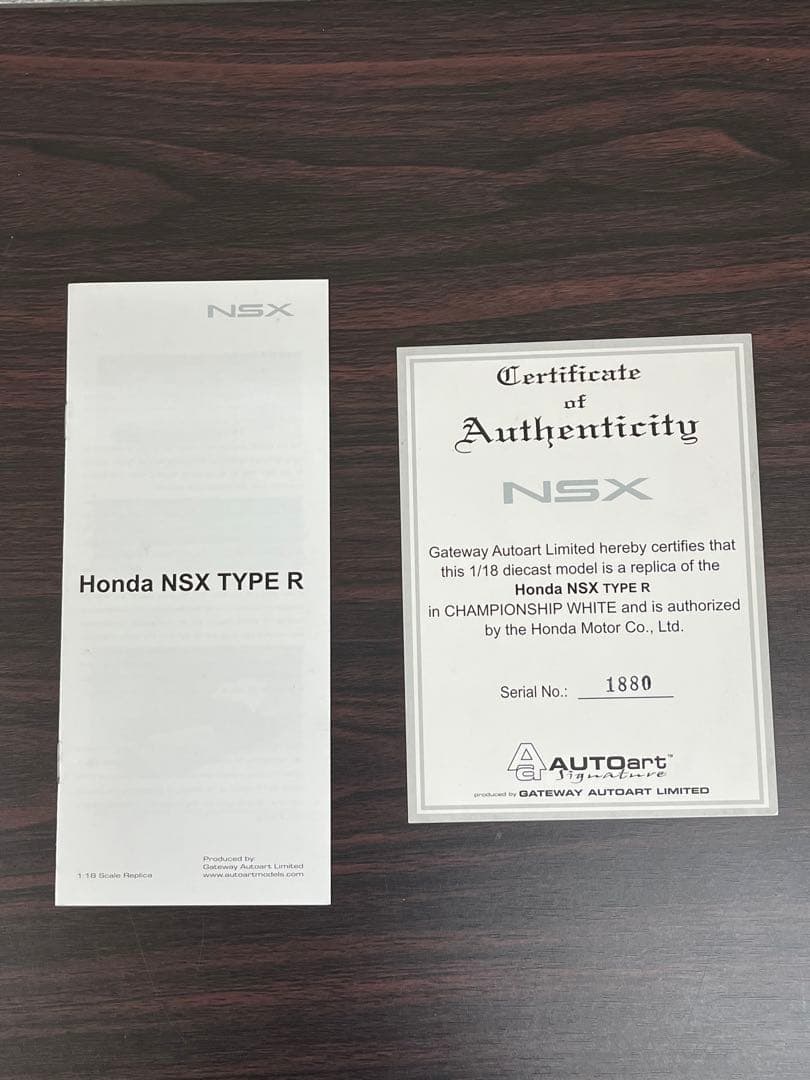 NSX
Honda NSX TYPE R
1:18 Scale Replica
Produced by
Gateway Autoart Limited
www.autoartmodels.com
Certificate
of
Authenticity
NSX
Gateway Autoart Limited hereby certifies that
this 1/18 diecast model is a replica of the
Honda NSX TYPE R
in CHAMPIONSHIP WHITE and is authorized
by the Honda Motor Co., Ltd.
Serial No.: 1880
Aa AUTOart™
Signature
produced by GATEWAY AUTOART LIMITED